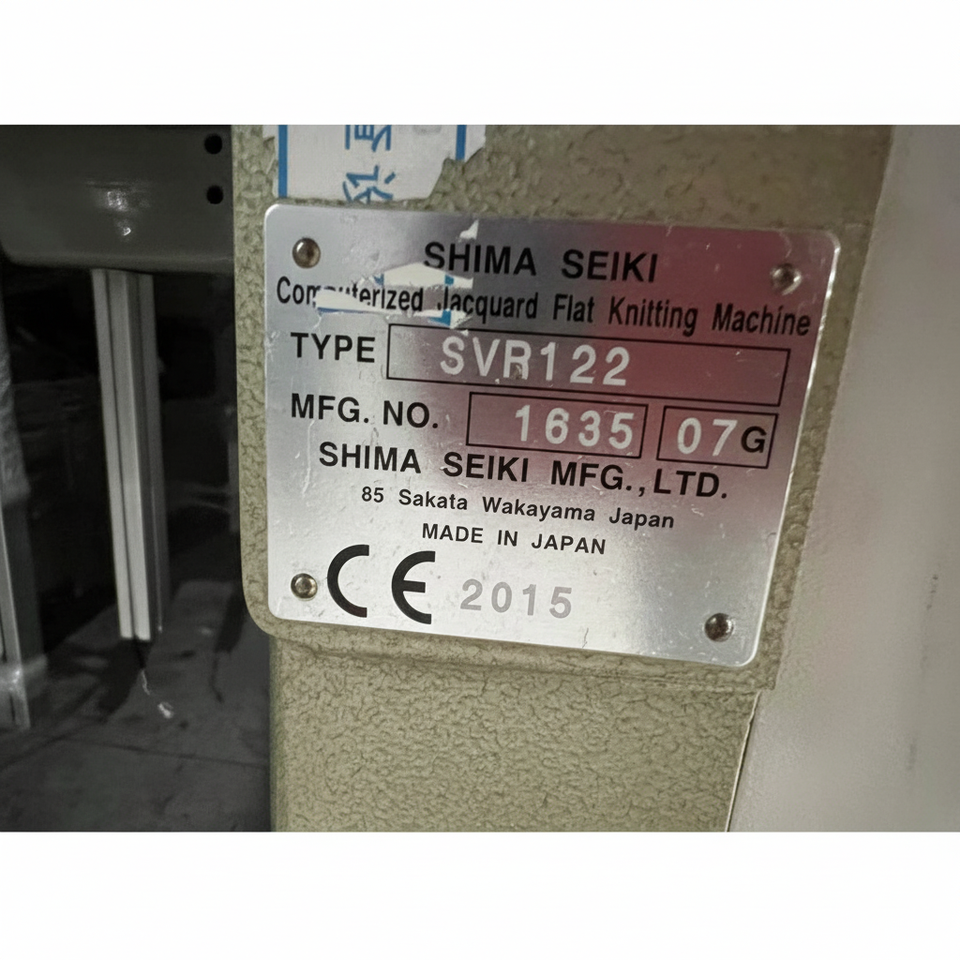 SHIMA SEIKI
Computerized Jacquard Flat Knitting Machine
TYPE SVR122
MFG. NO. 1635 07G
SHIMA SEIKI MFG., LTD.
85 Sakata Wakayama Japan
MADE IN JAPAN
CE 2015